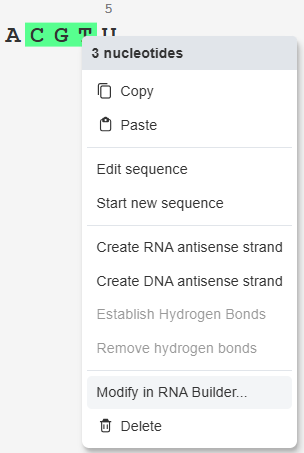 5
A C G T U
3 nucleotides
Copy
Paste
Edit sequence
Start new sequence
Create RNA antisense strand
Create DNA antisense strand
Establish Hydrogen Bonds
Remove hydrogen bonds
Modify in RNA Builder...
Delete